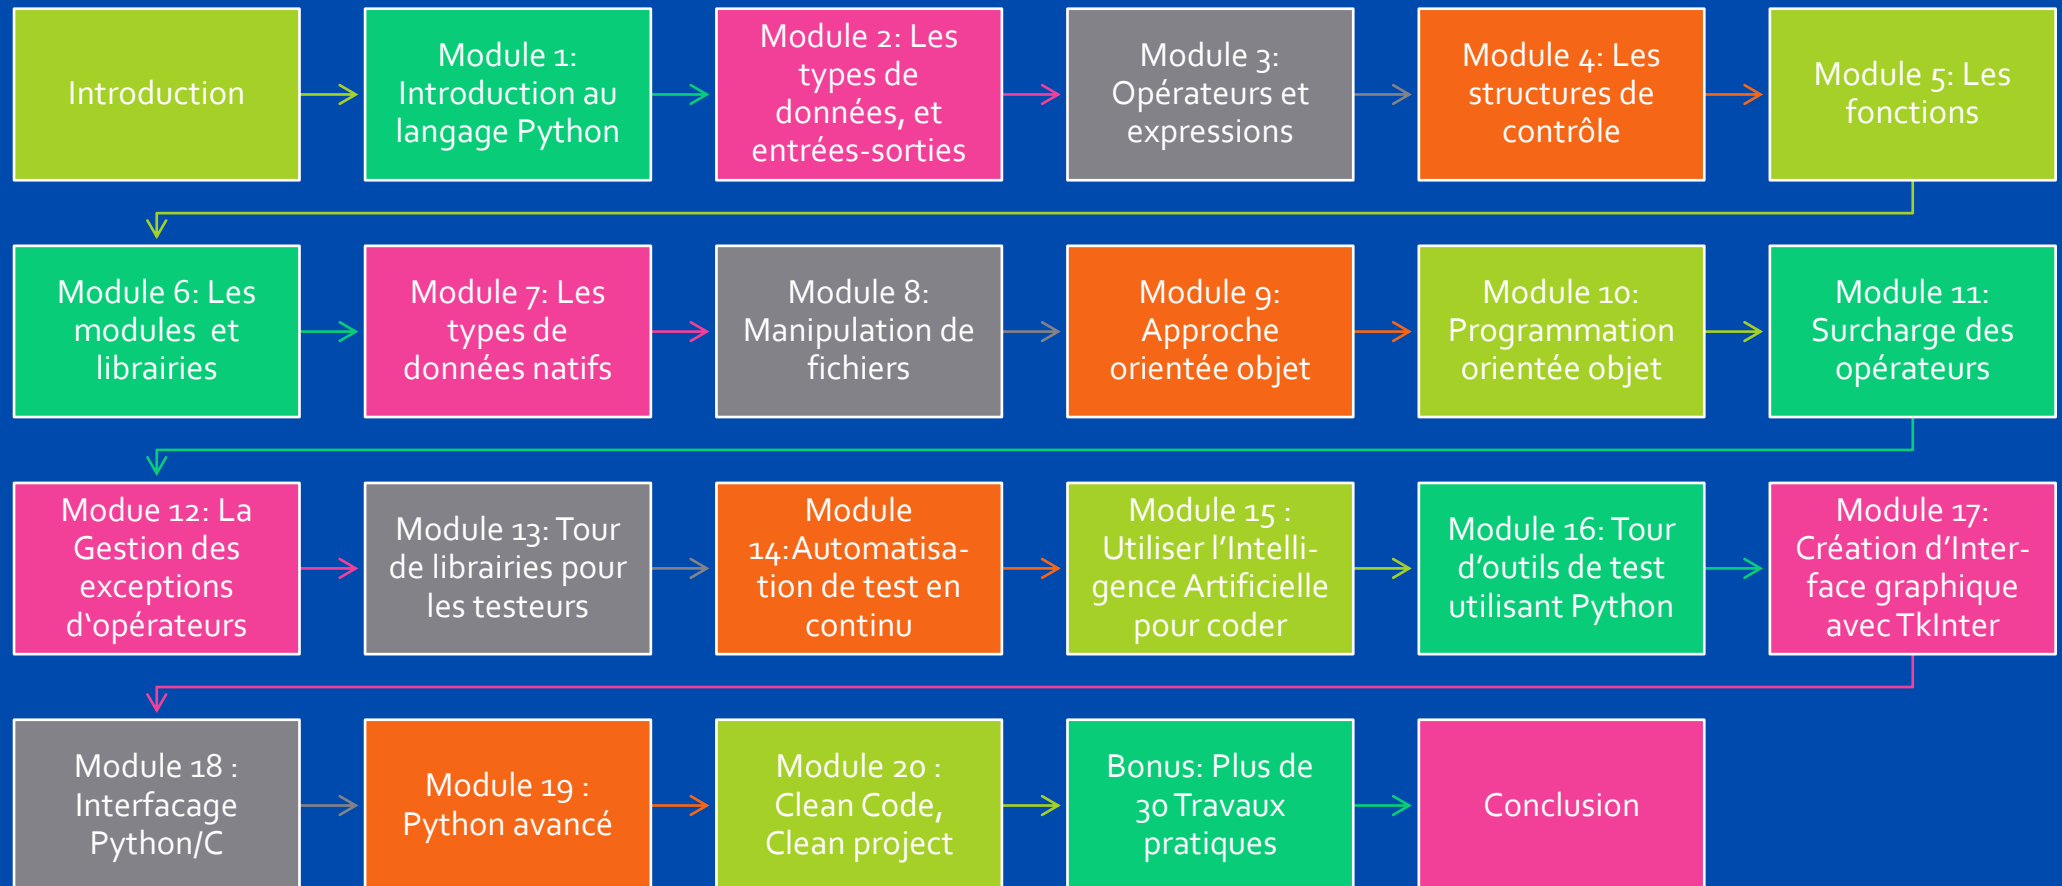 Introduction
Module 1:
Introduction au
langage Python
Module 2: Les
types de
données, et
entrées-sorties
Module 3:
Opérateurs et
expressions
Module 4: Les
structures de
contrôle
Module 5: Les
fonctions
Module 6: Les
modules et
librairies
Module 7: Les
types de
données natifs
Module 8:
Manipulation de
fichiers
Module 9:
Approche
orientée objet
Module 10:
Programmation
orientée objet
Module 11:
Surcharge des
opérateurs
Modue 12: La
Gestion des
exceptions
d‘opérateurs
Module 13: Tour
de librairies pour
les testeurs
Module
14:Automatisa-
tion de test en
continu
Module 15 :
Utiliser l’Intelli-
gence Artificielle
pour coder
Module 16: Tour
d’outils de test
utilisant Python
Module 17:
Création d’Inter-
face graphique
avec TkInter
Module 18 :
Interfacage
Python/C
Module 19 :
Python avancé
Module 20 :
Clean Code,
Clean project
Bonus: Plus de
30 Travaux
pratiques
Conclusion